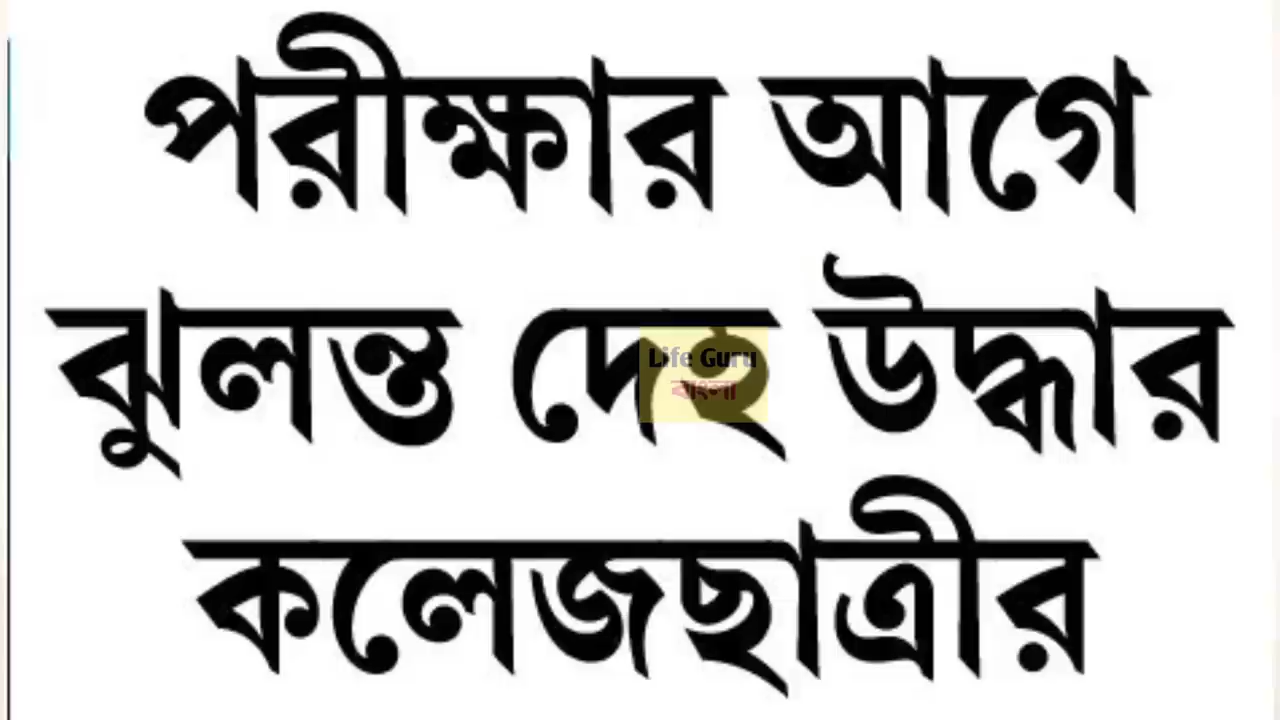 পরীক্ষার আগে
ঝুলন্ত দেহ উদ্ধার
Life Guru
বাংলা
কলেজছাত্রীর